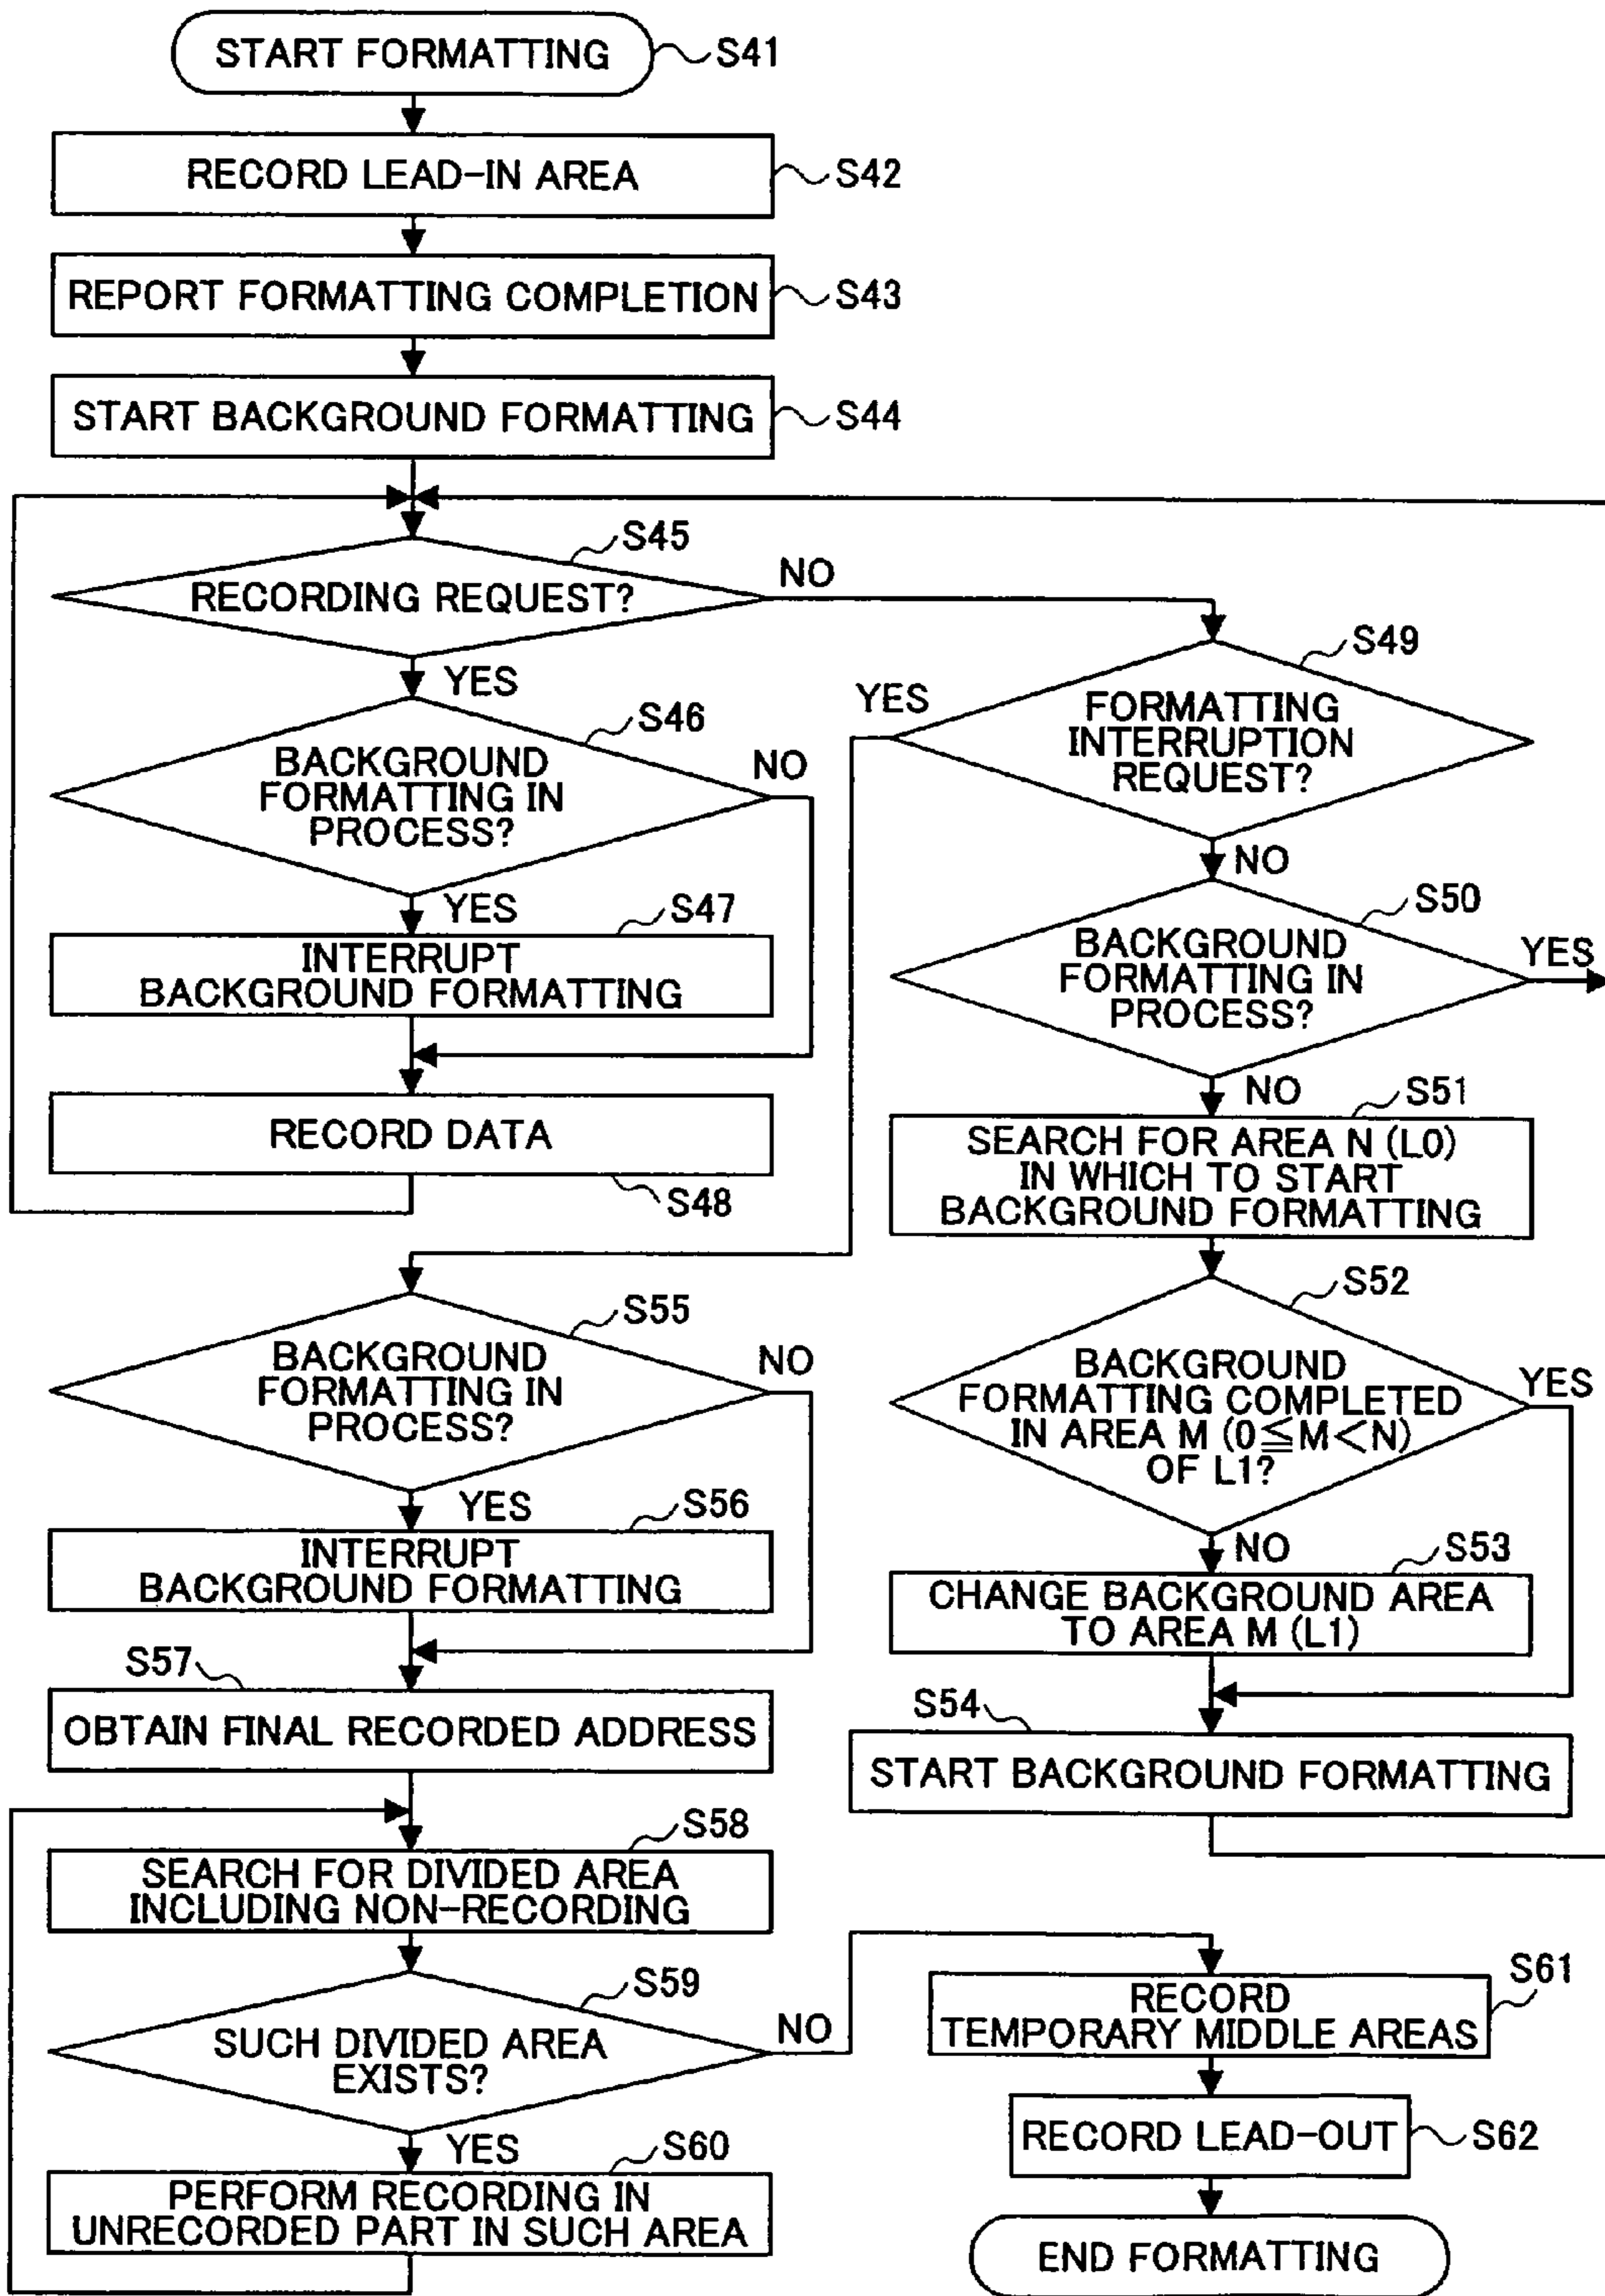 START FORMATTING
S41
RECORD LEAD-IN AREA
S42
REPORT FORMATTING COMPLETION
S43
START BACKGROUND FORMATTING
S44
S45
RECORDING REQUEST?
NO
YES
S46
BACKGROUND
FORMATTING IN
PROCESS?
NO
YES
S47
INTERRUPT
BACKGROUND FORMATTING
RECORD DATA
S48
S49
YES
FORMATTING
INTERRUPTION
REQUEST?
NO
S50
BACKGROUND
FORMATTING IN
PROCESS?
YES
NO
S51
SEARCH FOR AREA N (L0)
IN WHICH TO START
BACKGROUND FORMATTING
S52
BACKGROUND
FORMATTING COMPLETED
IN AREA M (0≦M<N)
OF L1?
YES
NO
S53
CHANGE BACKGROUND AREA
TO AREA M (L1)
S54
START BACKGROUND FORMATTING
S55
BACKGROUND
FORMATTING IN
PROCESS?
NO
YES
S56
INTERRUPT
BACKGROUND FORMATTING
S57
OBTAIN FINAL RECORDED ADDRESS
S58
SEARCH FOR DIVIDED AREA
INCLUDING NON-RECORDING
S59
SUCH DIVIDED AREA
EXISTS?
NO
YES
S60
PERFORM RECORDING IN
UNRECORDED PART IN SUCH AREA
S61
RECORD
TEMPORARY MIDDLE AREAS
RECORD LEAD-OUT
S62
END FORMATTING